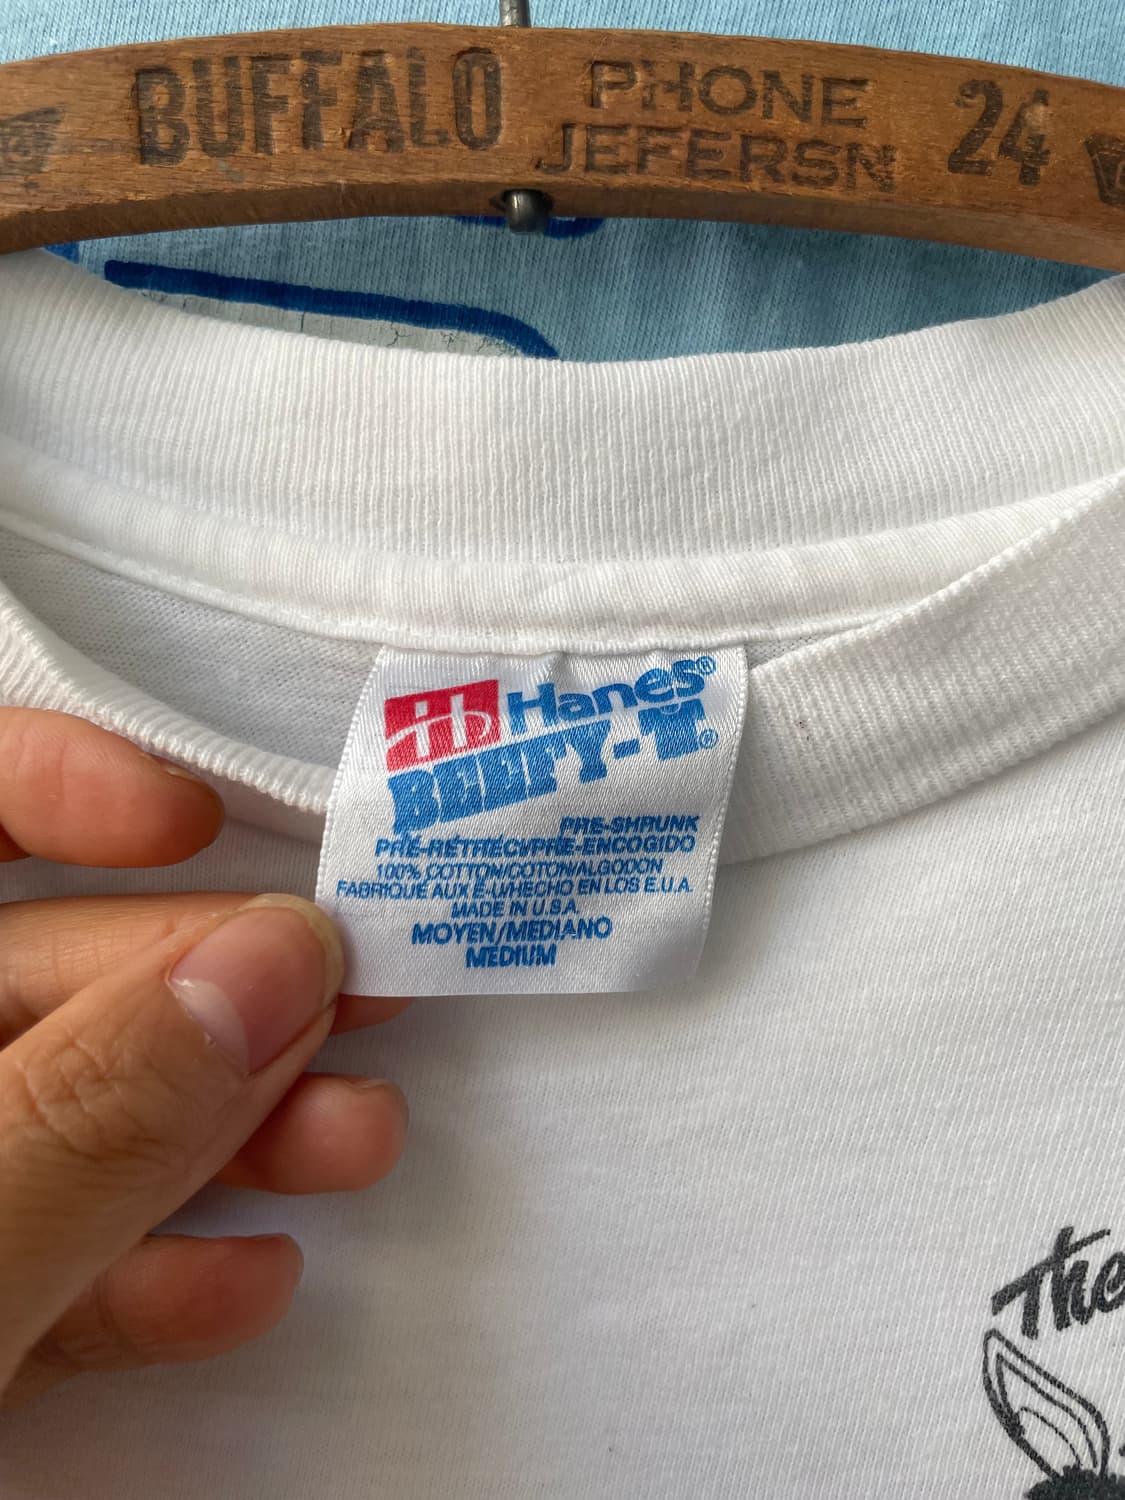 BUFFALO PHONE JEFERSN 24
Hanes®
BEEFY-T®
PRE-SHRUNK
PRÉ-RÉTRÉCI/PRE-ENCOGIDO
100% COTTON/COTON/ALGODON
FABRIQUÉ AUX É-U/HECHO EN LOS E.U.A.
MADE IN U.S.A.
MOYEN/MEDIANO
MEDIUM
The